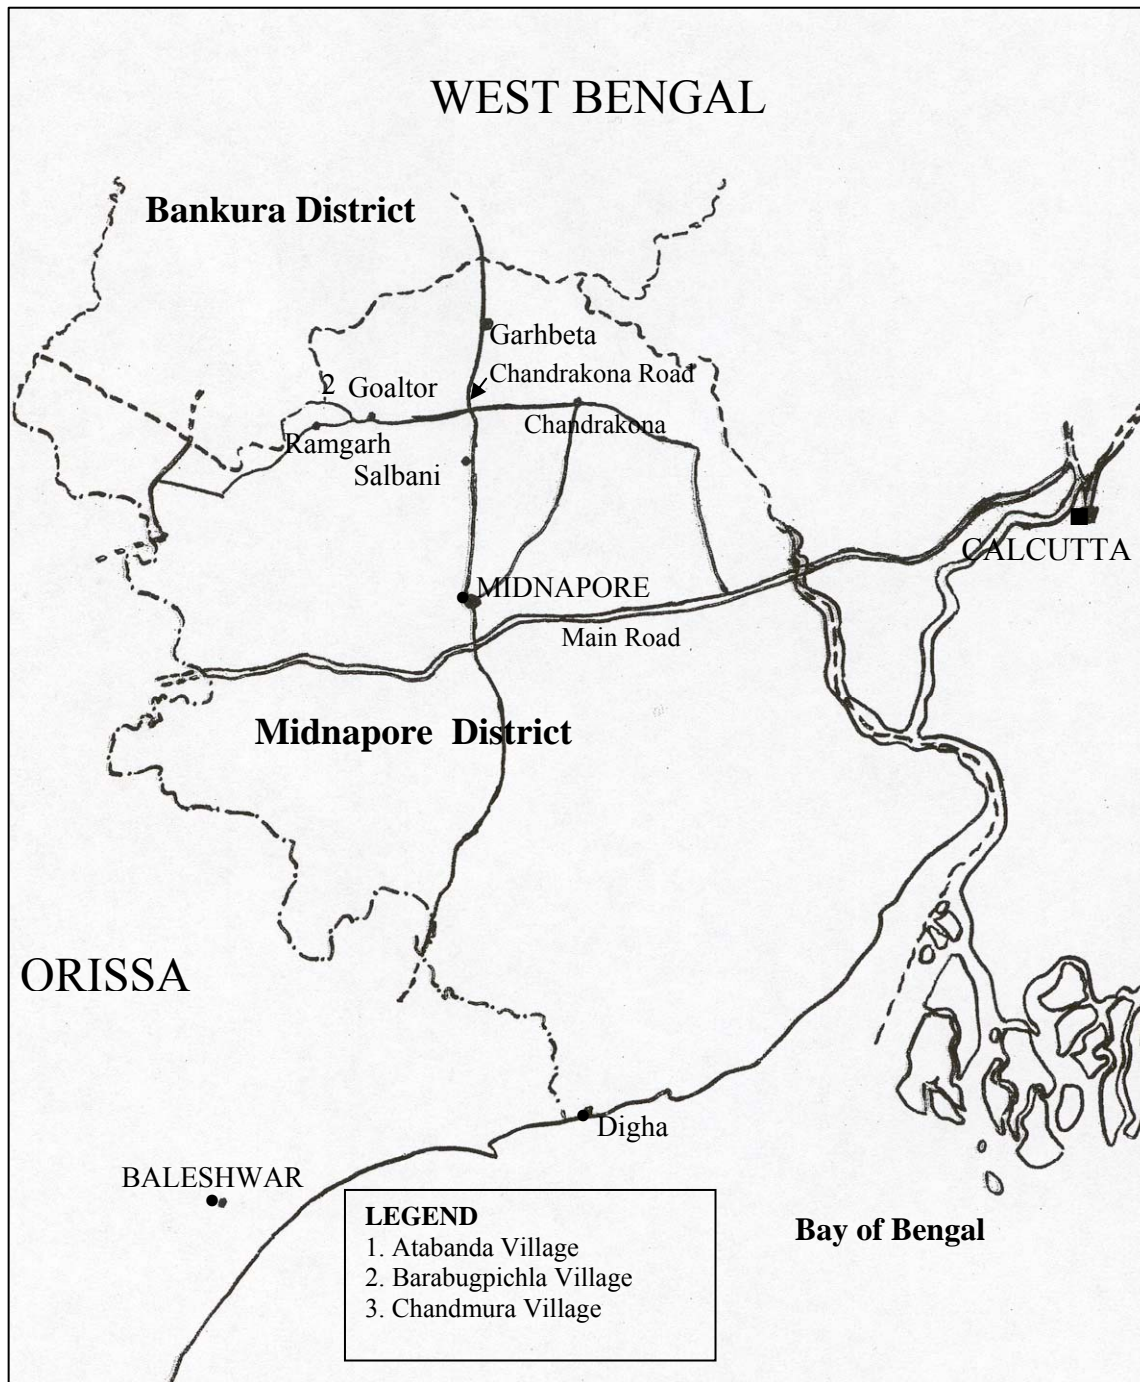 WEST BENGAL
Bankura District
Garhbeta
Chandrakona Road
2 Goaltor
Chandrakona
Ramgarh
Salbani
CALCUTTA
MIDNAPORE
Main Road
Midnapore District
ORISSA
Digha
BALESHWAR
LEGEND
1. Atabanda Village
2. Barabugpichla Village
3. Chandmura Village
Bay of Bengal